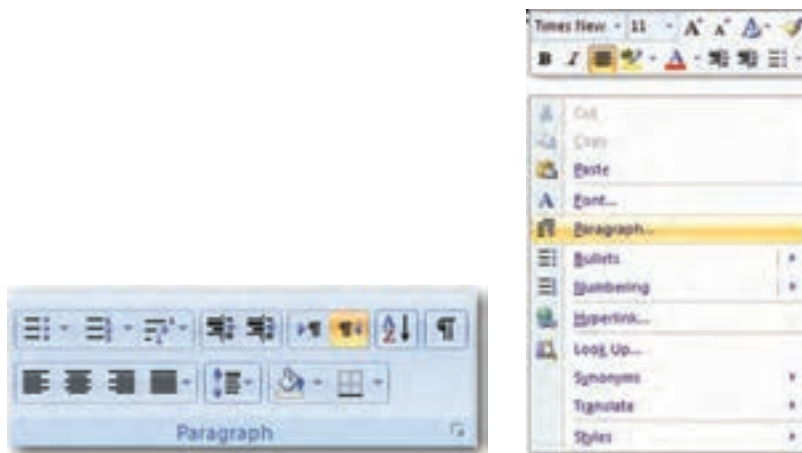 Paragraph
Times New 11
B I
Cut
Copy
Paste
Font...
Paragraph...
Bullets
Numbering
Hyperlink...
Look Up...
Synonyms
Translate
Styles